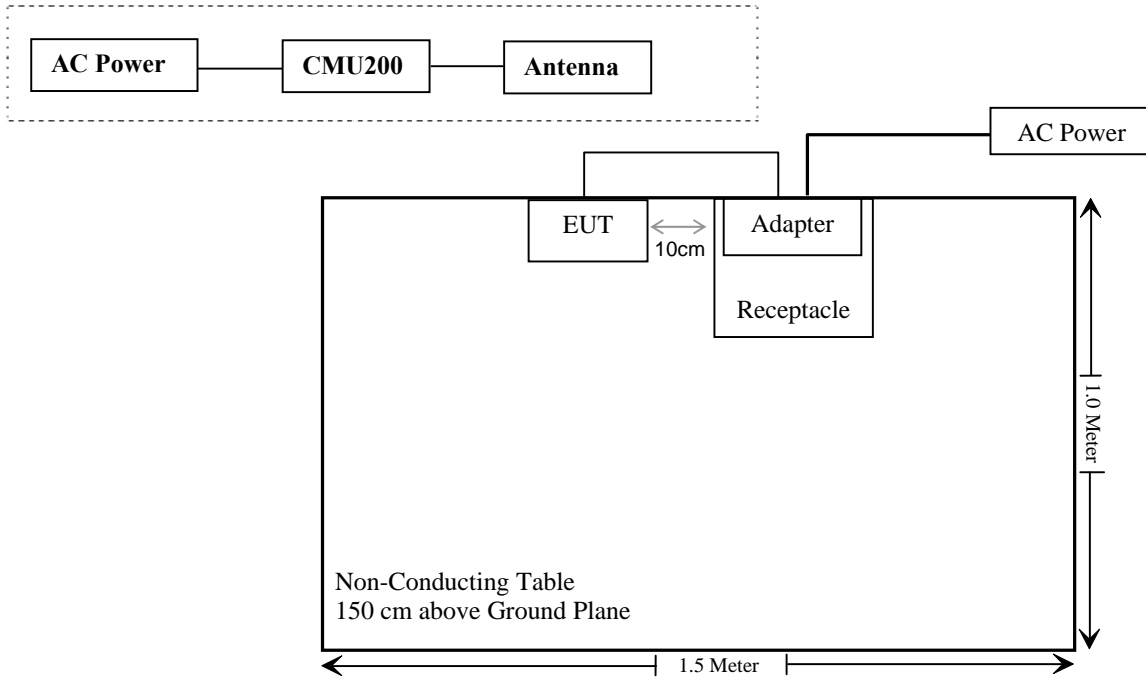 AC Power
CMU200
Antenna
AC Power
EUT
10cm
Adapter
Receptacle
1.0 Meter
Non-Conducting Table
150 cm above Ground Plane
1.5 Meter